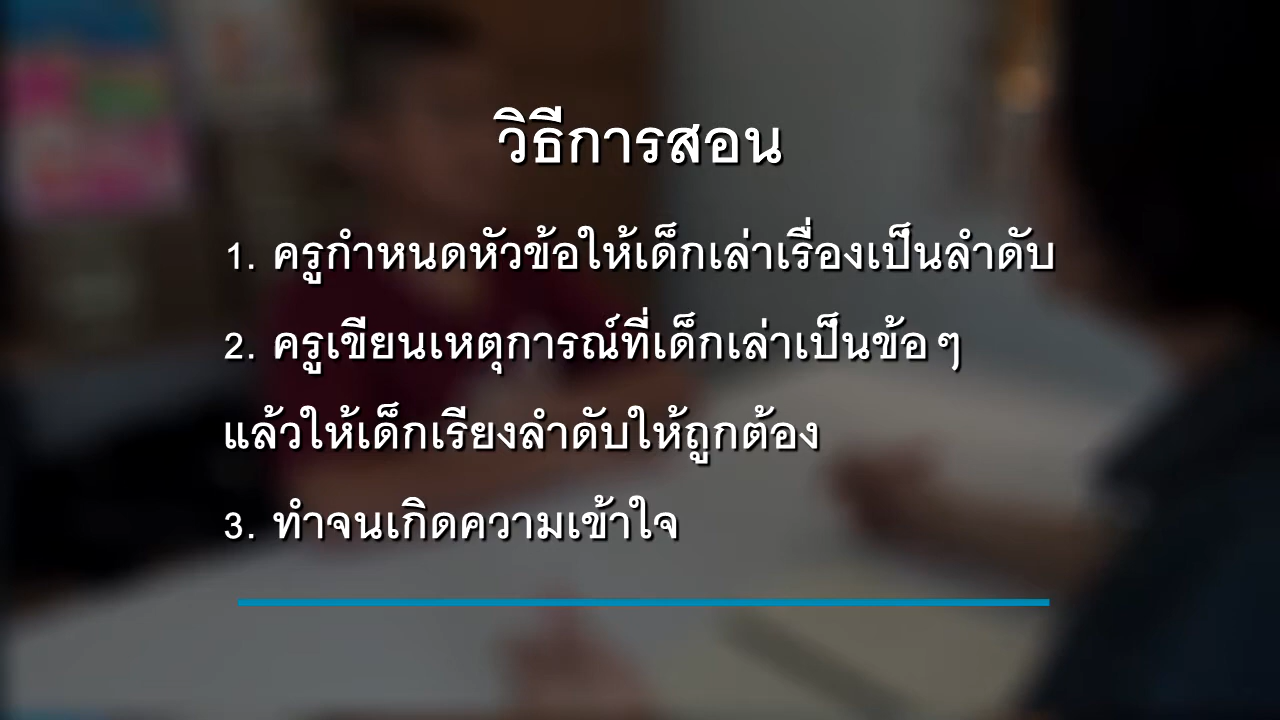 วิธีการสอน
1. ครูกำหนดหัวข้อให้เด็กเล่าเรื่องเป็นลำดับ
2. ครูเขียนเหตุการณ์ที่เด็กเล่าเป็นข้อๆ
แล้วให้เด็กเรียงลำดับให้ถูกต้อง
3. ทำจนเกิดความเข้าใจ